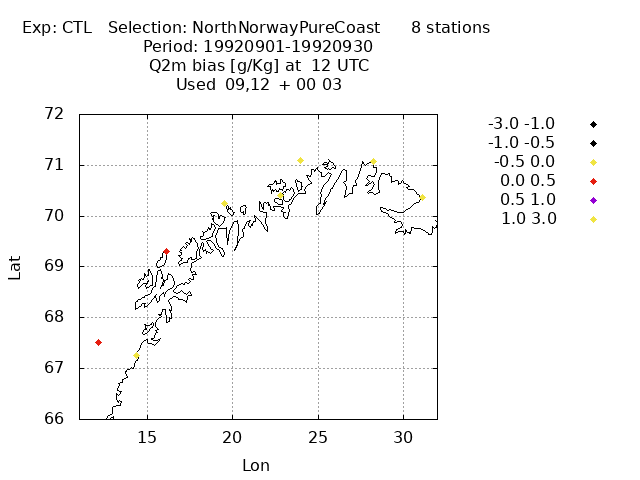 Exp: CTL Selection: NorthNorwayPureCoast 8 stations
Period: 19920901-19920930
Q2m bias [g/Kg] at 12 UTC
Used 09,12 + 00 03
72
71
70
69
68
67
66
15 20 25 30
Lat
Lon
-3.0 -1.0
-1.0 -0.5
-0.5 0.0
0.0 0.5
0.5 1.0
1.0 3.0